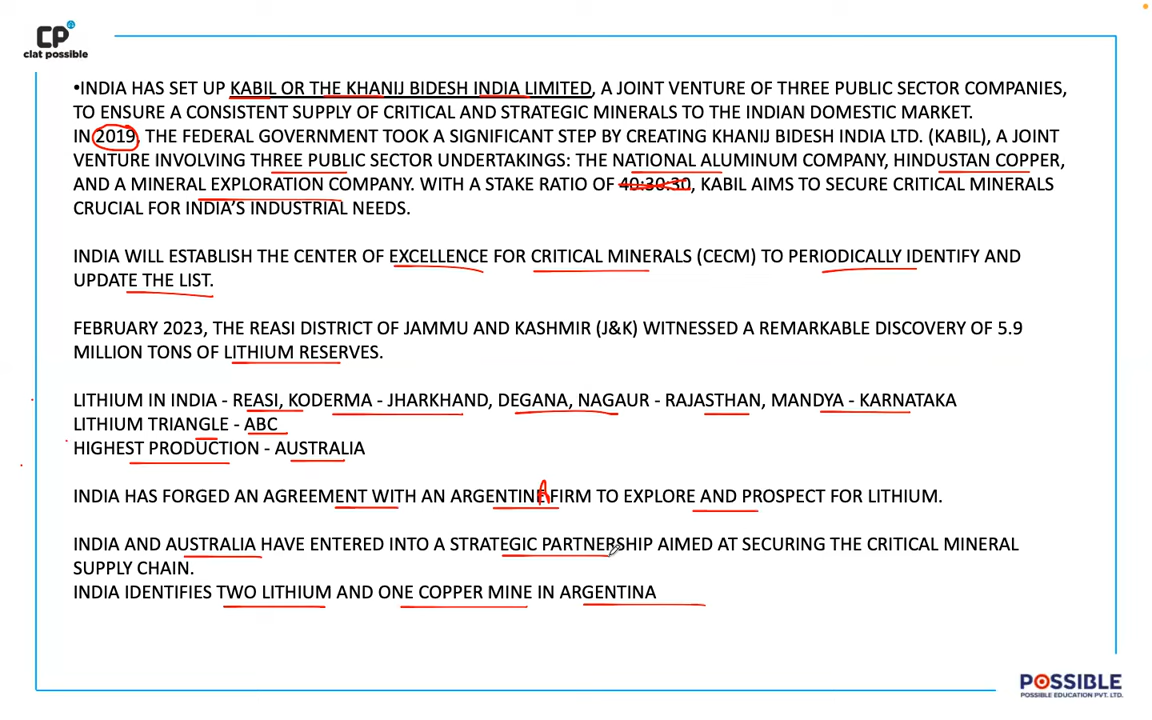 CP
clat possible
•INDIA HAS SET UP KABIL OR THE KHANIJ BIDESH INDIA LIMITED, A JOINT VENTURE OF THREE PUBLIC SECTOR COMPANIES,
TO ENSURE A CONSISTENT SUPPLY OF CRITICAL AND STRATEGIC MINERALS TO THE INDIAN DOMESTIC MARKET.
IN 2019, THE FEDERAL GOVERNMENT TOOK A SIGNIFICANT STEP BY CREATING KHANIJ BIDESH INDIA LTD. (KABIL), A JOINT
VENTURE INVOLVING THREE PUBLIC SECTOR UNDERTAKINGS: THE NATIONAL ALUMINUM COMPANY, HINDUSTAN COPPER,
AND A MINERAL EXPLORATION COMPANY. WITH A STAKE RATIO OF 40:30:30, KABIL AIMS TO SECURE CRITICAL MINERALS
CRUCIAL FOR INDIA'S INDUSTRIAL NEEDS.
INDIA WILL ESTABLISH THE CENTER OF EXCELLENCE FOR CRITICAL MINERALS (CECM) TO PERIODICALLY IDENTIFY AND
UPDATE THE LIST.
FEBRUARY 2023, THE REASI DISTRICT OF JAMMU AND KASHMIR (J&K) WITNESSED A REMARKABLE DISCOVERY OF 5.9
MILLION TONS OF LITHIUM RESERVES.
LITHIUM IN INDIA - REASI, KODERMA - JHARKHAND, DEGANA, NAGAUR - RAJASTHAN, MANDYA - KARNATAKA
LITHIUM TRIANGLE - ABC
HIGHEST PRODUCTION - AUSTRALIA
INDIA HAS FORGED AN AGREEMENT WITH AN ARGENTINE FIRM TO EXPLORE AND PROSPECT FOR LITHIUM.
INDIA AND AUSTRALIA HAVE ENTERED INTO A STRATEGIC PARTNERSHIP AIMED AT SECURING THE CRITICAL MINERAL
SUPPLY CHAIN.
INDIA IDENTIFIES TWO LITHIUM AND ONE COPPER MINE IN ARGENTINA
POSSIBLE
POSSIBLE EDUCATION PVT. LTD.